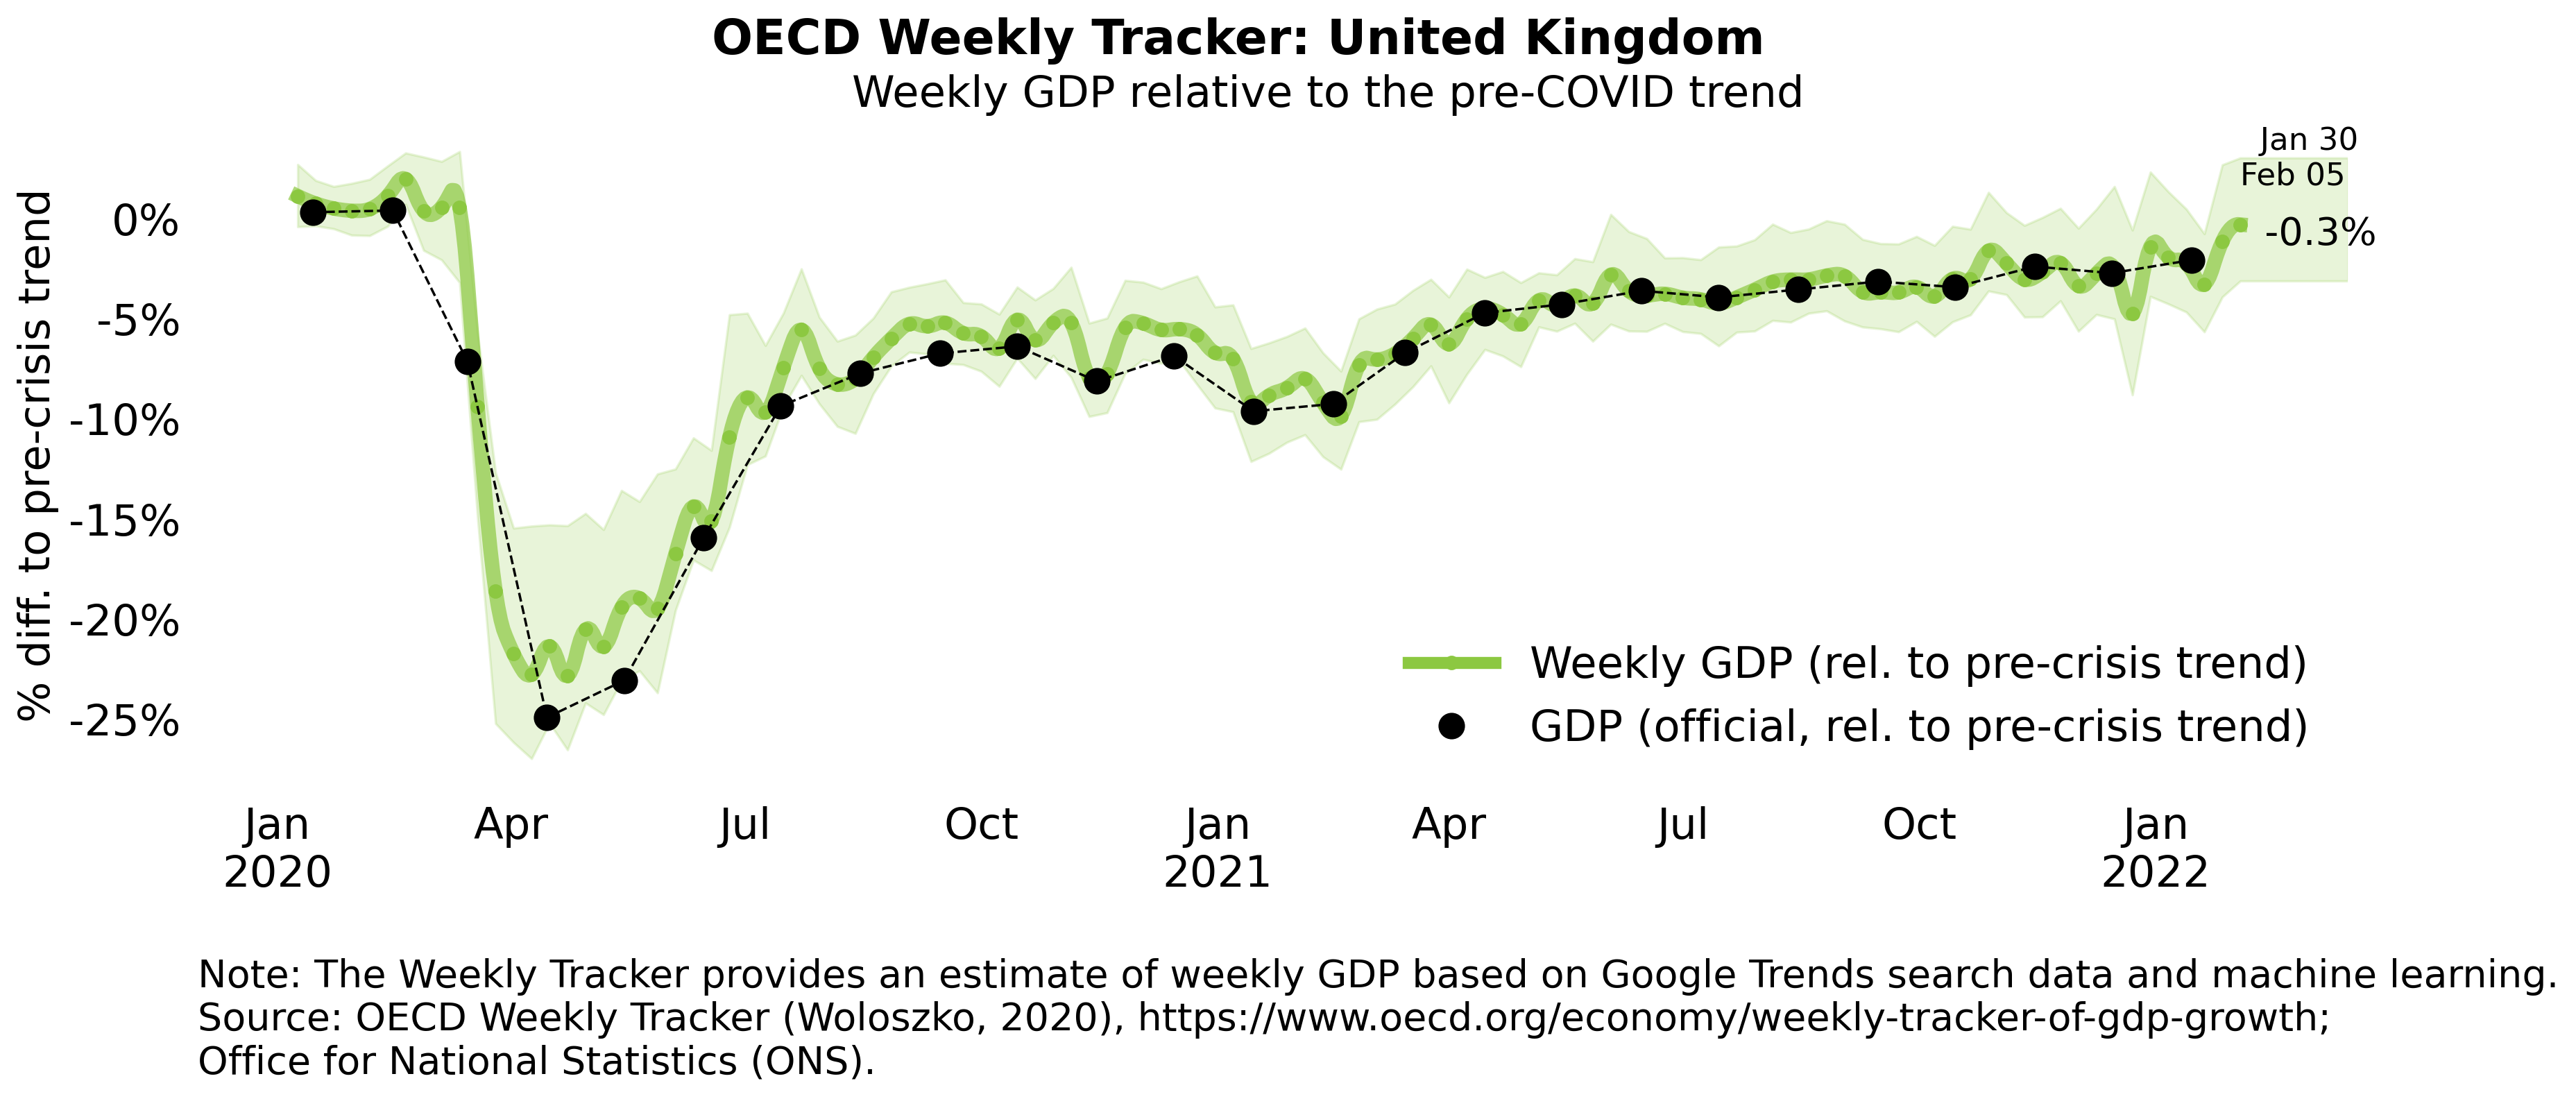 OECD Weekly Tracker: United Kingdom
Weekly GDP relative to the pre-COVID trend
Jan 30
Feb 05
-0.3%
% diff. to pre-crisis trend
0%
-5%
-10%
-15%
-20%
-25%
Weekly GDP (rel. to pre-crisis trend)
GDP (official, rel. to pre-crisis trend)
Jan Apr Jul Oct Jan Apr Jul Oct Jan
2020 2021 2022
Note: The Weekly Tracker provides an estimate of weekly GDP based on Google Trends search data and machine learning.
Source: OECD Weekly Tracker (Woloszko, 2020), https://www.oecd.org/economy/weekly-tracker-of-gdp-growth;
Office for National Statistics (ONS).